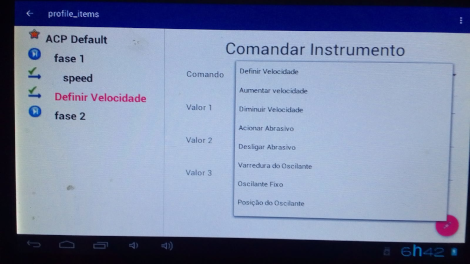 profile_items
ACP Default
fase 1
speed
Definir Velocidade
fase 2
Comandar Instrumento
Comando
Valor 1
Valor 2
Valor 3
Definir Velocidade
Aumentar velocidade
Diminuir Velocidade
Acionar Abrasivo
Desligar Abrasivo
Varredura do Oscilante
Oscilante Fixo
Posição do Oscilante
6h42